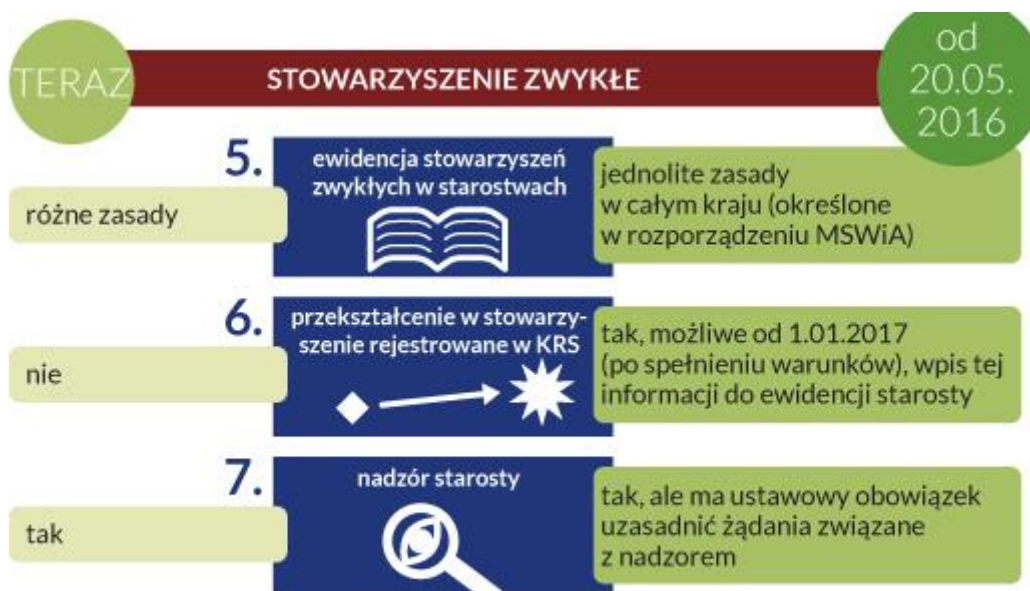 TERAZ
STOWARZYSZENIE ZWYKŁE
od
20.05.
2016
5.
ewidencja stowarzyszeń
zwykłych w starostwach
różne zasady
jednolite zasady
w całym kraju (określone
w rozporządzeniu MSWiA)
6.
przekształcenie w stowarzy-
szenie rejestrowane w KRS
nie
tak, możliwe od 1.01.2017
(po spełnieniu warunków), wpis tej
informacji do ewidencji starosty
7.
nadzór starosty
tak
tak, ale ma ustawowy obowiązek
uzasadnić żądania związane
z nadzorem